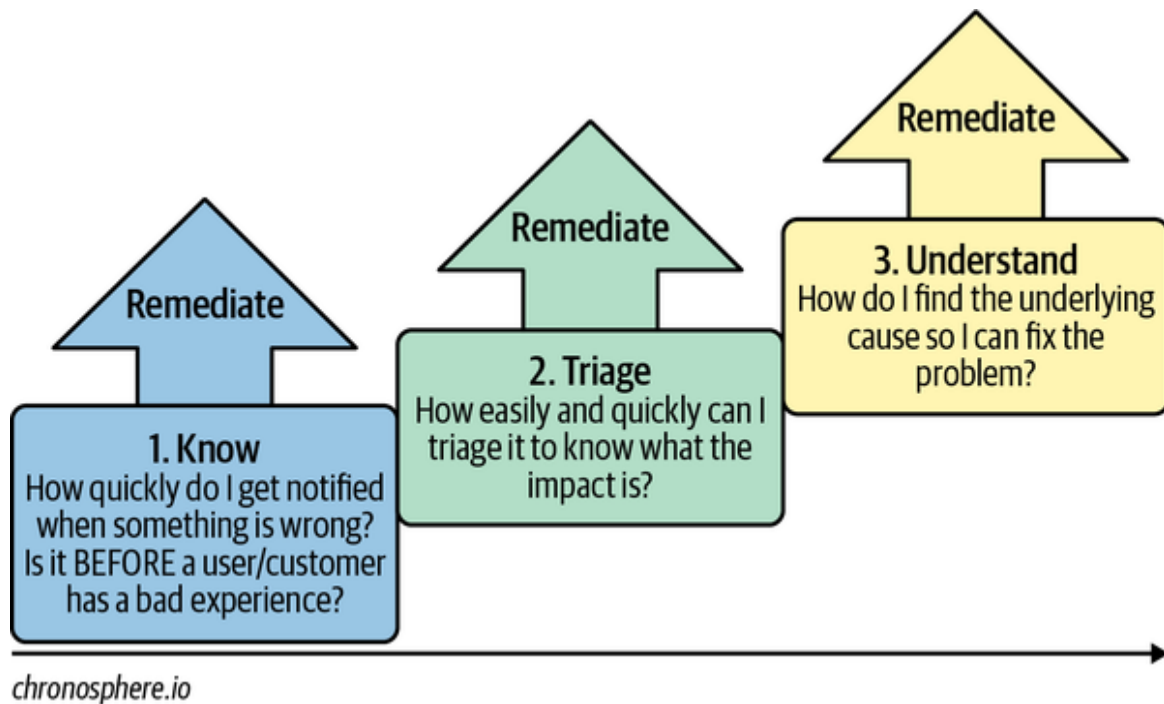 Remediate
1. Know
How quickly do I get notified
when something is wrong?
Is it BEFORE a user/customer
has a bad experience?
Remediate
2. Triage
How easily and quickly can I
triage it to know what the
impact is?
Remediate
3. Understand
How do I find the underlying
cause so I can fix the
problem?
chronosphere.io